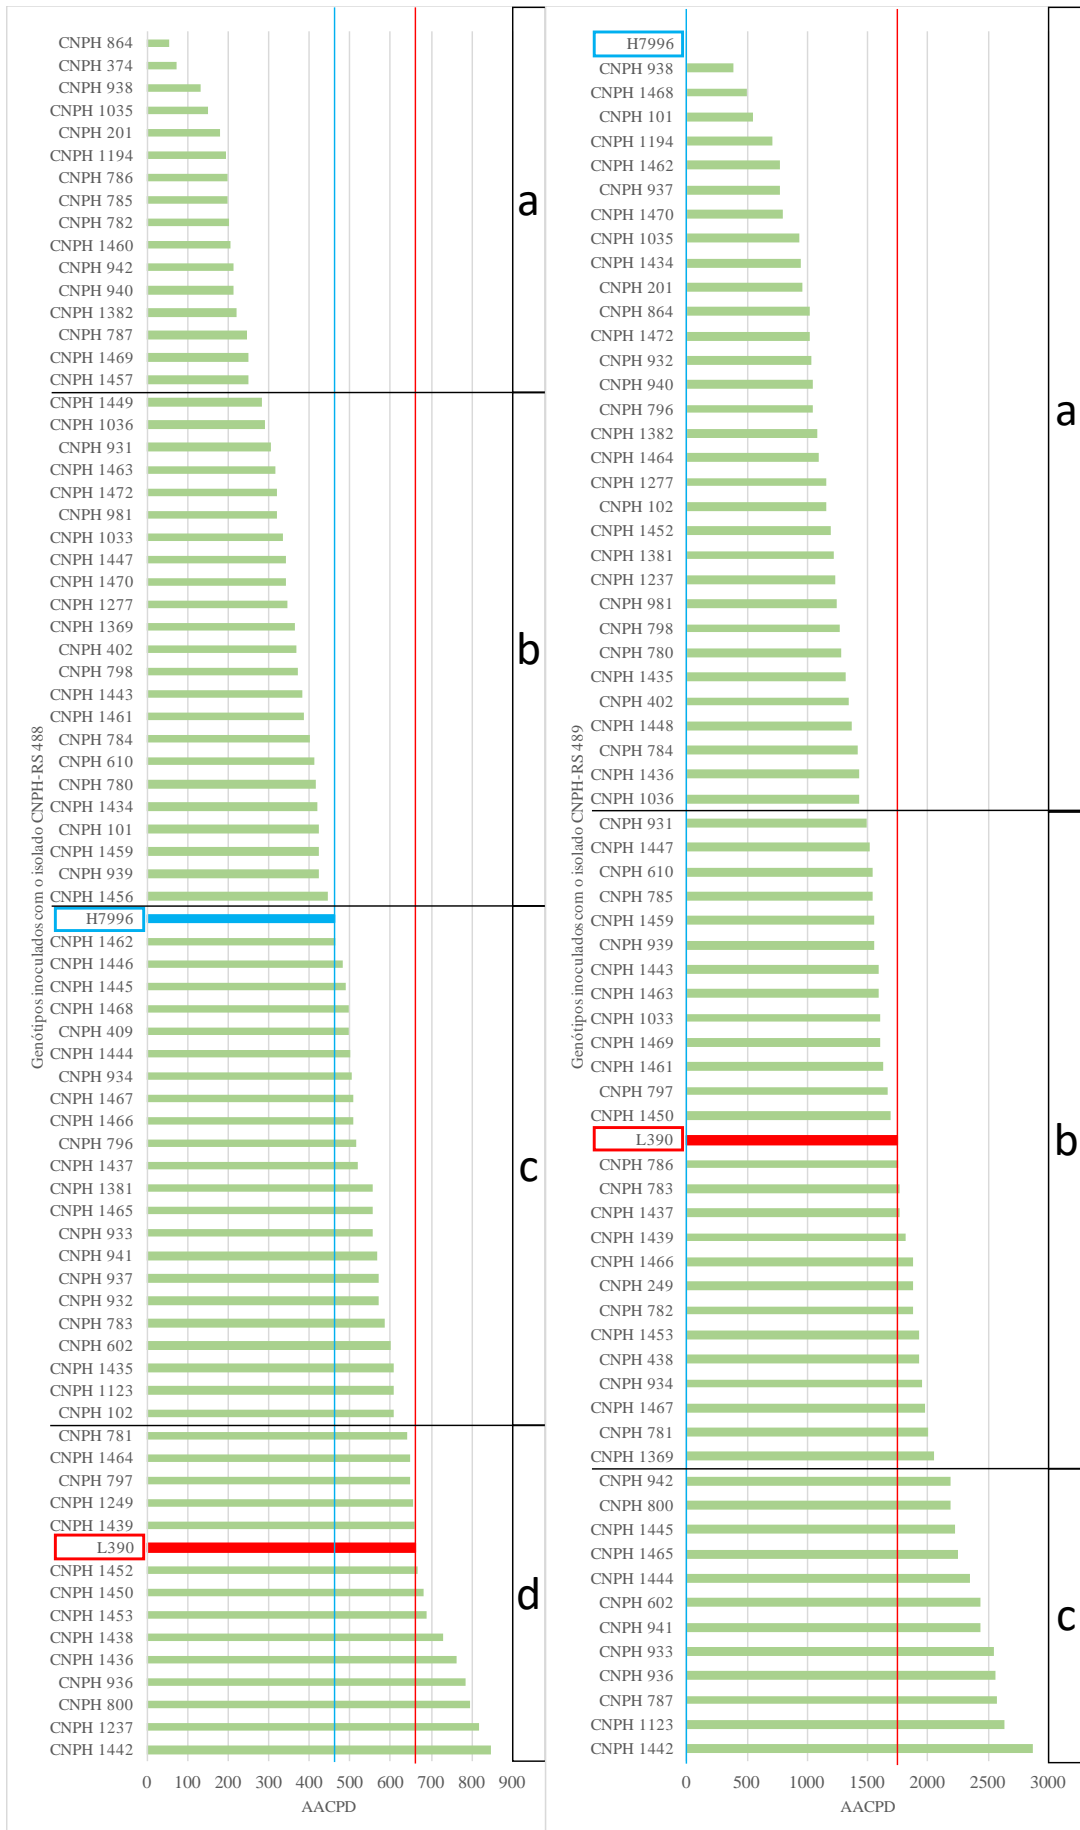 CNPH 864
CNPH 374
CNPH 938
CNPH 1035
CNPH 201
CNPH 1194
CNPH 786
CNPH 785
CNPH 782
CNPH 1460
CNPH 942
CNPH 940
CNPH 1382
CNPH 787
CNPH 1469
CNPH 1457
a
CNPH 1449
CNPH 1036
CNPH 931
CNPH 1463
CNPH 1472
CNPH 981
CNPH 1033
CNPH 1447
CNPH 1470
CNPH 1277
CNPH 1369
CNPH 402
CNPH 798
CNPH 1443
CNPH 1461
CNPH 784
CNPH 610
CNPH 780
CNPH 1434
CNPH 101
CNPH 1459
CNPH 939
CNPH 1456
b
H7996
CNPH 1462
CNPH 1446
CNPH 1445
CNPH 1468
CNPH 409
CNPH 1444
CNPH 934
CNPH 1467
CNPH 1466
CNPH 796
CNPH 1437
CNPH 1381
CNPH 1465
CNPH 933
CNPH 941
CNPH 937
CNPH 932
CNPH 783
CNPH 602
CNPH 1435
CNPH 1123
CNPH 102
c
CNPH 781
CNPH 1464
CNPH 797
CNPH 1249
CNPH 1439
L390
CNPH 1452
CNPH 1450
CNPH 1453
CNPH 1438
CNPH 1436
CNPH 936
CNPH 800
CNPH 1237
CNPH 1442
d
Genótipos inoculados com o isolado CNPH-RS 488
0 100 200 300 400 500 600 700 800 900
AACPD
H7996
CNPH 938
CNPH 1468
CNPH 101
CNPH 1194
CNPH 1462
CNPH 937
CNPH 1470
CNPH 1035
CNPH 1434
CNPH 201
CNPH 864
CNPH 1472
CNPH 932
CNPH 940
CNPH 796
CNPH 1382
CNPH 1464
CNPH 1277
CNPH 102
CNPH 1452
CNPH 1381
CNPH 1237
CNPH 981
CNPH 798
CNPH 780
CNPH 1435
CNPH 402
CNPH 1448
CNPH 784
CNPH 1436
CNPH 1036
a
CNPH 931
CNPH 1447
CNPH 610
CNPH 785
CNPH 1459
CNPH 939
CNPH 1443
CNPH 1463
CNPH 1033
CNPH 1469
CNPH 1461
CNPH 797
CNPH 1450
L390
CNPH 786
CNPH 783
CNPH 1437
CNPH 1439
CNPH 1466
CNPH 249
CNPH 782
CNPH 1453
CNPH 438
CNPH 934
CNPH 1467
CNPH 781
CNPH 1369
b
CNPH 942
CNPH 800
CNPH 1445
CNPH 1465
CNPH 1444
CNPH 602
CNPH 941
CNPH 933
CNPH 936
CNPH 787
CNPH 1123
CNPH 1442
c
Genótipos inoculados com o isolado CNPH-RS 489
0 500 1000 1500 2000 2500 3000
AACPD